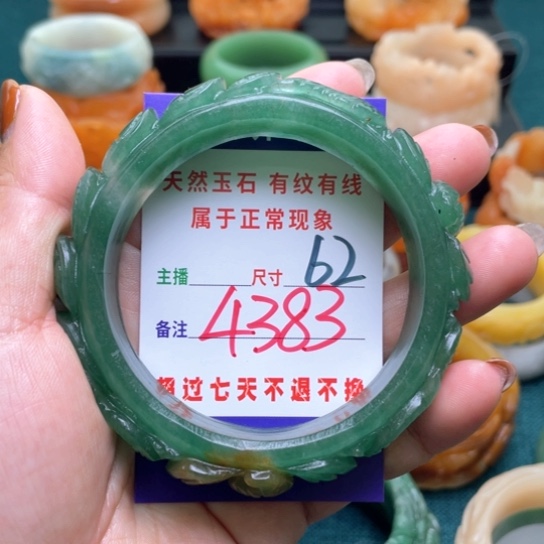 天然玉石 有纹有线
属于正常现象
主播 尺寸 62
备注 4383
超过七天不退不换